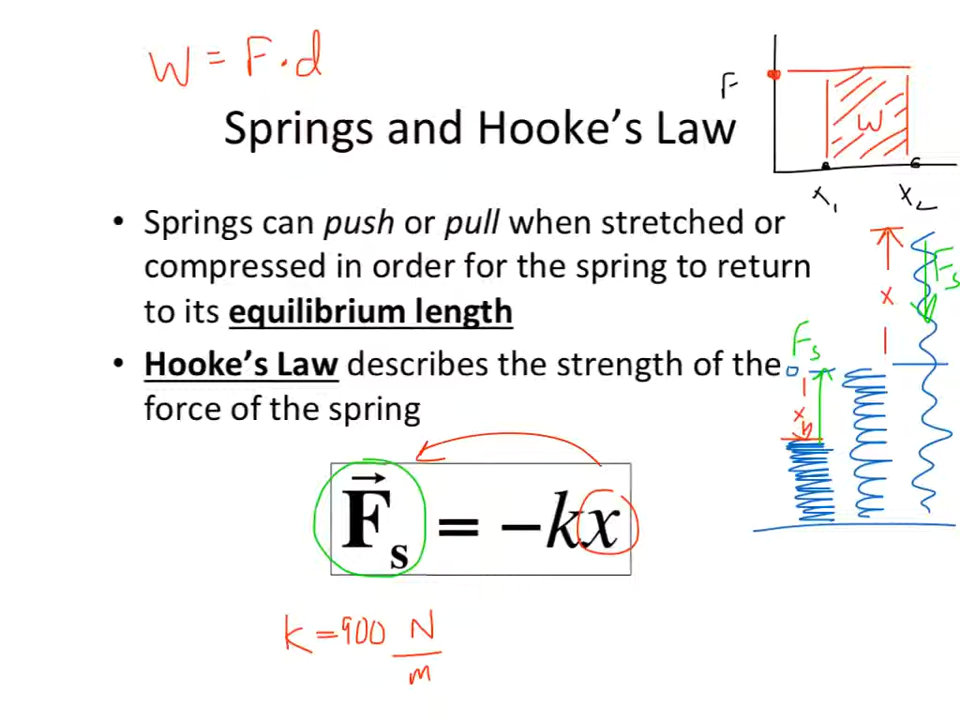 W = F · d
F
W
x₁ x₂
Springs and Hooke's Law
• Springs can push or pull when stretched or
compressed in order for the spring to return
to its equilibrium length
• Hooke's Law describes the strength of the
force of the spring
Fs
x
Fs
x
F⃗s = −kx
k = 900 N/m